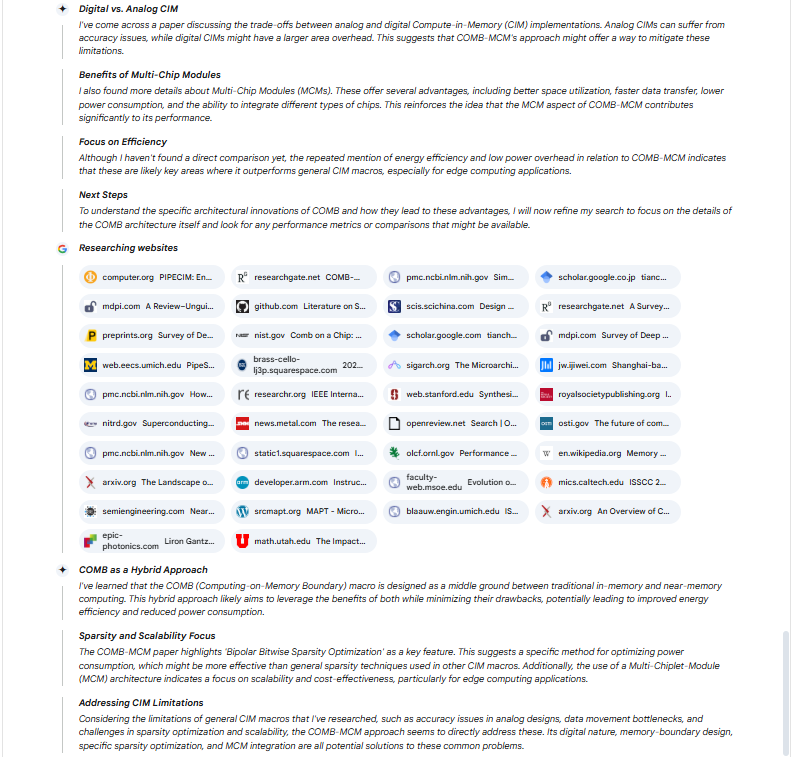 Digital vs. Analog CIM
I've come across a paper discussing the trade-offs between analog and digital Compute-in-Memory (CIM) implementations. Analog CIMs can suffer from
accuracy issues, while digital CIMs might have a larger area overhead. This suggests that COMB-MCM's approach might offer a way to mitigate these
limitations.
Benefits of Multi-Chip Modules
I also found more details about Multi-Chip Modules (MCMs). These offer several advantages, including better space utilization, faster data transfer, lower
power consumption, and the ability to integrate different types of chips. This reinforces the idea that the MCM aspect of COMB-MCM contributes
significantly to its performance.
Focus on Efficiency
Although I haven't found a direct comparison yet, the repeated mention of energy efficiency and low power overhead in relation to COMB-MCM indicates
that these are likely key areas where it outperforms general CIM macros, especially for edge computing applications.
Next Steps
To understand the specific architectural innovations of COMB and how they lead to these advantages, I will now refine my search to focus on the details of
the COMB architecture itself and look for any performance metrics or comparisons that might be available.
Researching websites
computer.org PIPECIM: En... researchgate.net COMB-... pmc.ncbi.nlm.nih.gov Sim... scholar.google.co.jp tianc...
mdpi.com A Review–Ungui... github.com Literature on S... scis.scichina.com Design ... researchgate.net A Survey...
preprints.org Survey of De... nist.gov Comb on a Chip: ... scholar.google.com tianch... mdpi.com Survey of Deep ...
web.eecs.umich.edu PipeS... brass-cello-lj3p.squarespace.com 202... sigarch.org The Microarchi... jw.ijiwei.com Shanghai-ba...
pmc.ncbi.nlm.nih.gov How... researchr.org IEEE Interna... web.stanford.edu Synthesi... royalsocietypublishing.org I..
nitrd.gov Superconducting... news.metal.com The resea... openreview.net Search | O... osti.gov The future of com...
pmc.ncbi.nlm.nih.gov New ... static1.squarespace.com I... olcf.ornl.gov Performance ... en.wikipedia.org Memory ...
arxiv.org The Landscape o... developer.arm.com Instruc... faculty-web.msoe.edu Evolution o... mics.caltech.edu ISSCC 2...
semiengineering.com Near... srcmapt.org MAPT - Micro... blaauw.engin.umich.edu IS... arxiv.org An Overview of C...
epic-photonics.com Liron Gantz... math.utah.edu The Impact...
COMB as a Hybrid Approach
I've learned that the COMB (Computing-on-Memory Boundary) macro is designed as a middle ground between traditional in-memory and near-memory
computing. This hybrid approach likely aims to leverage the benefits of both while minimizing their drawbacks, potentially leading to improved energy
efficiency and reduced power consumption.
Sparsity and Scalability Focus
The COMB-MCM paper highlights 'Bipolar Bitwise Sparsity Optimization' as a key feature. This suggests a specific method for optimizing power
consumption, which might be more effective than general sparsity techniques used in other CIM macros. Additionally, the use of a Multi-Chiplet-Module
(MCM) architecture indicates a focus on scalability and cost-effectiveness, particularly for edge computing applications.
Addressing CIM Limitations
Considering the limitations of general CIM macros that I've researched, such as accuracy issues in analog designs, data movement bottlenecks, and
challenges in sparsity optimization and scalability, the COMB-MCM approach seems to directly address these. Its digital nature, memory-boundary design,
specific sparsity optimization, and MCM integration are all potential solutions to these common problems.